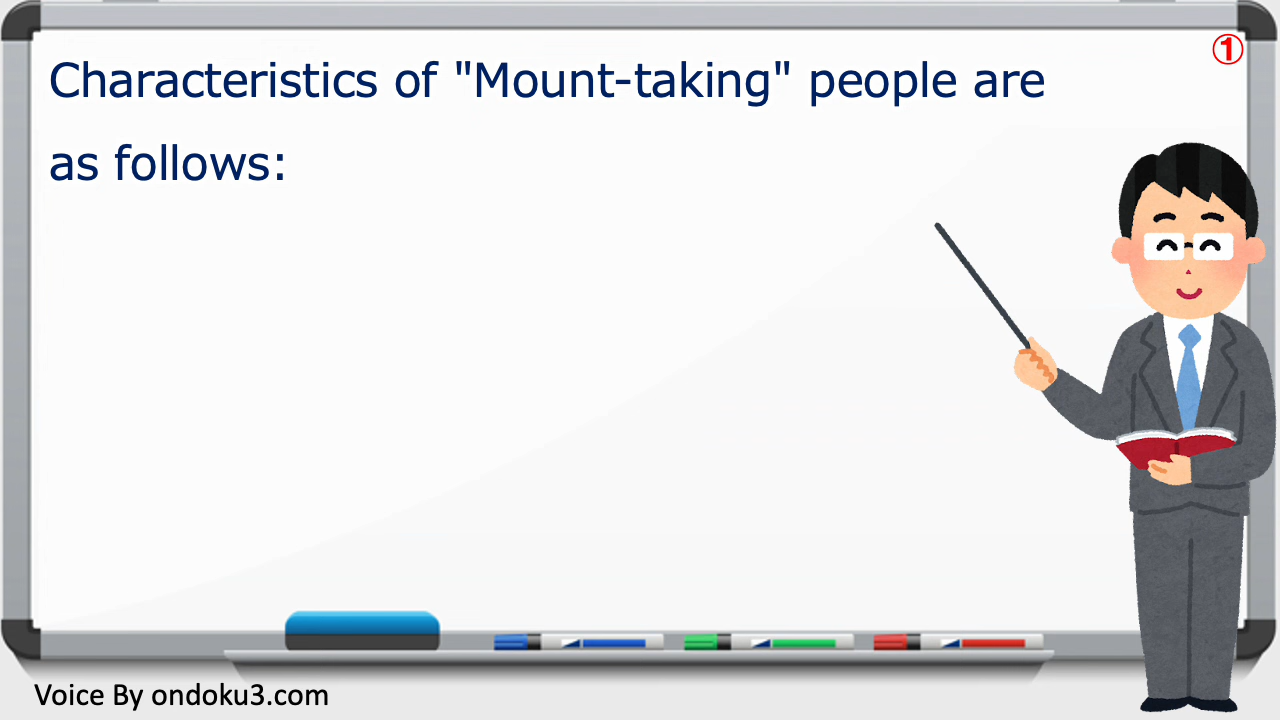 ①
Characteristics of "Mount-taking" people are
as follows:
Voice By ondoku3.com